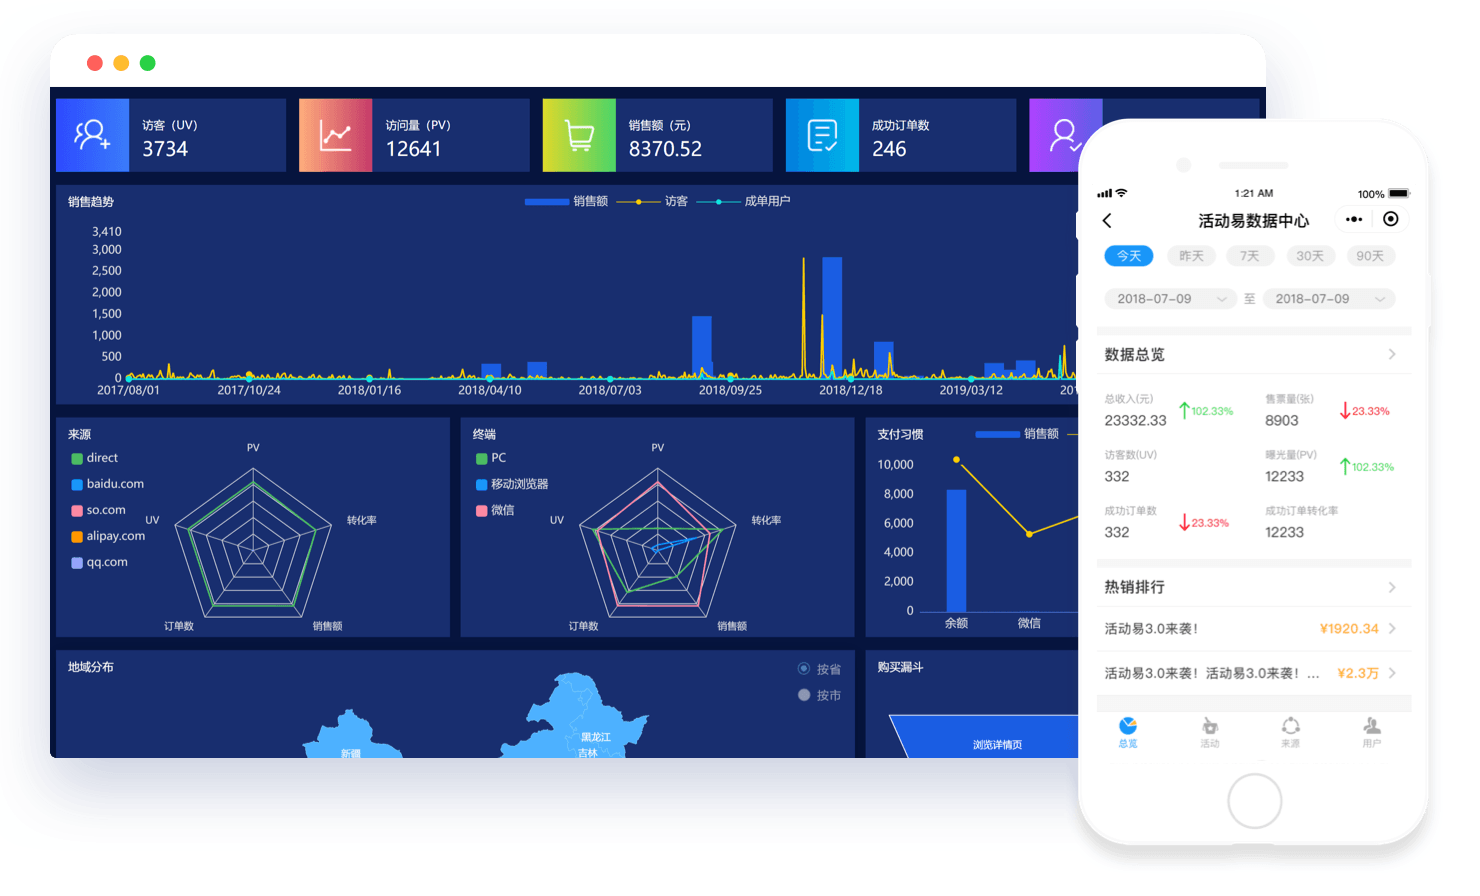 访客（UV）
3734
访问量（PV）
12641
销售额（元）
8370.52
成功订单数
246
销售趋势
销售额
访客
成单用户
3,410
3,000
2,500
2,000
1,500
1,000
500
0
2017/08/01
2017/10/24
2018/01/16
2018/04/10
2018/07/03
2018/09/25
2018/12/18
2019/03/12
201
来源
direct
baidu.com
so.com
alipay.com
qq.com
PV
UV
转化率
订单数
销售额
终端
PC
移动浏览器
微信
PV
UV
转化率
订单数
销售额
支付习惯
销售额
10,000
8,000
6,000
4,000
2,000
0
余额
微信
地域分布
按省
按市
新疆
黑龙江
吉林
购买漏斗
浏览详情页
1:21 AM
100%
活动易数据中心
今天
昨天
7天
30天
90天
2018-07-09
至
2018-07-09
数据总览
总收入(元)
23332.33
102.33%
售票量(张)
8903
23.33%
访客数(UV)
332
曝光量(PV)
12233
102.33%
成功订单数
332
23.33%
成功订单转化率
12233
热销排行
活动易3.0来袭！
¥1920.34
活动易3.0来袭！活动易3.0来袭！...
¥2.3万
总览
活动
来源
用户